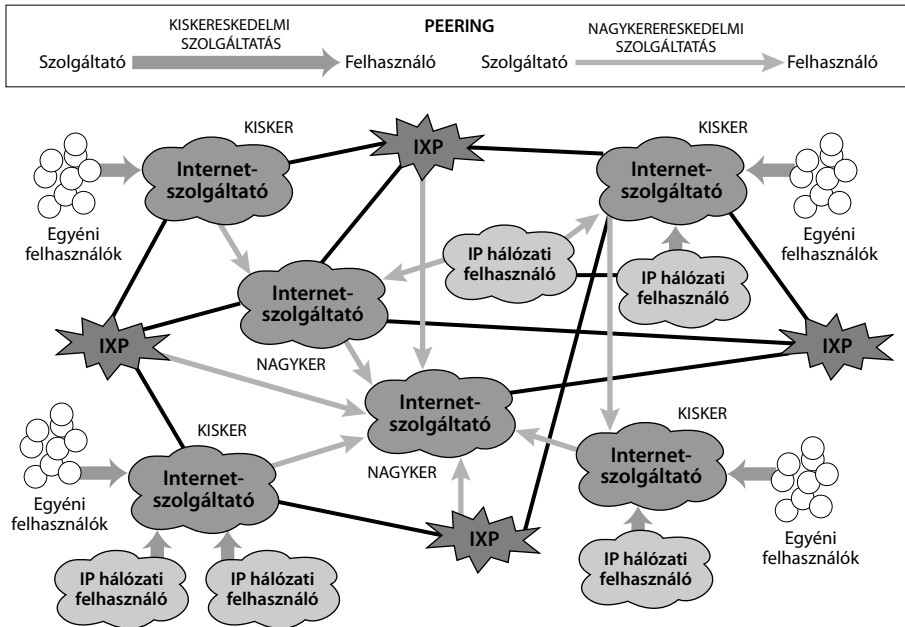 KISKERESKEDELMI
SZOLGÁLTATÁS
PEERING
NAGYKERERESKEDELMI
SZOLGÁLTATÁS
Szolgáltató
Felhasználó
Szolgáltató
Felhasználó
KISKER
Internet-
szolgáltató
Egyéni
felhasználók
IXP
KISKER
Internet-
szolgáltató
Egyéni
felhasználók
IP hálózati
felhasználó
IP hálózati
felhasználó
Internet-
szolgáltató
NAGYKER
IXP
IXP
Internet-
szolgáltató
NAGYKER
KISKER
Internet-
szolgáltató
Egyéni
felhasználók
KISKER
Internet-
szolgáltató
Egyéni
felhasználók
IXP
IP hálózati
felhasználó
IP hálózati
felhasználó
IP hálózati
felhasználó